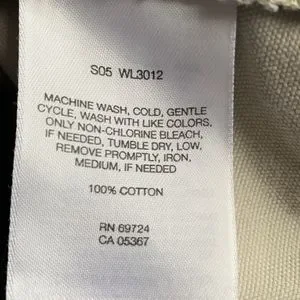 S05 WL3012
MACHINE WASH, COLD, GENTLE
CYCLE, WASH WITH LIKE COLORS,
ONLY NON-CHLORINE BLEACH,
IF NEEDED, TUMBLE DRY, LOW,
REMOVE PROMPTLY, IRON,
MEDIUM, IF NEEDED
100% COTTON
RN 69724
CA 05367